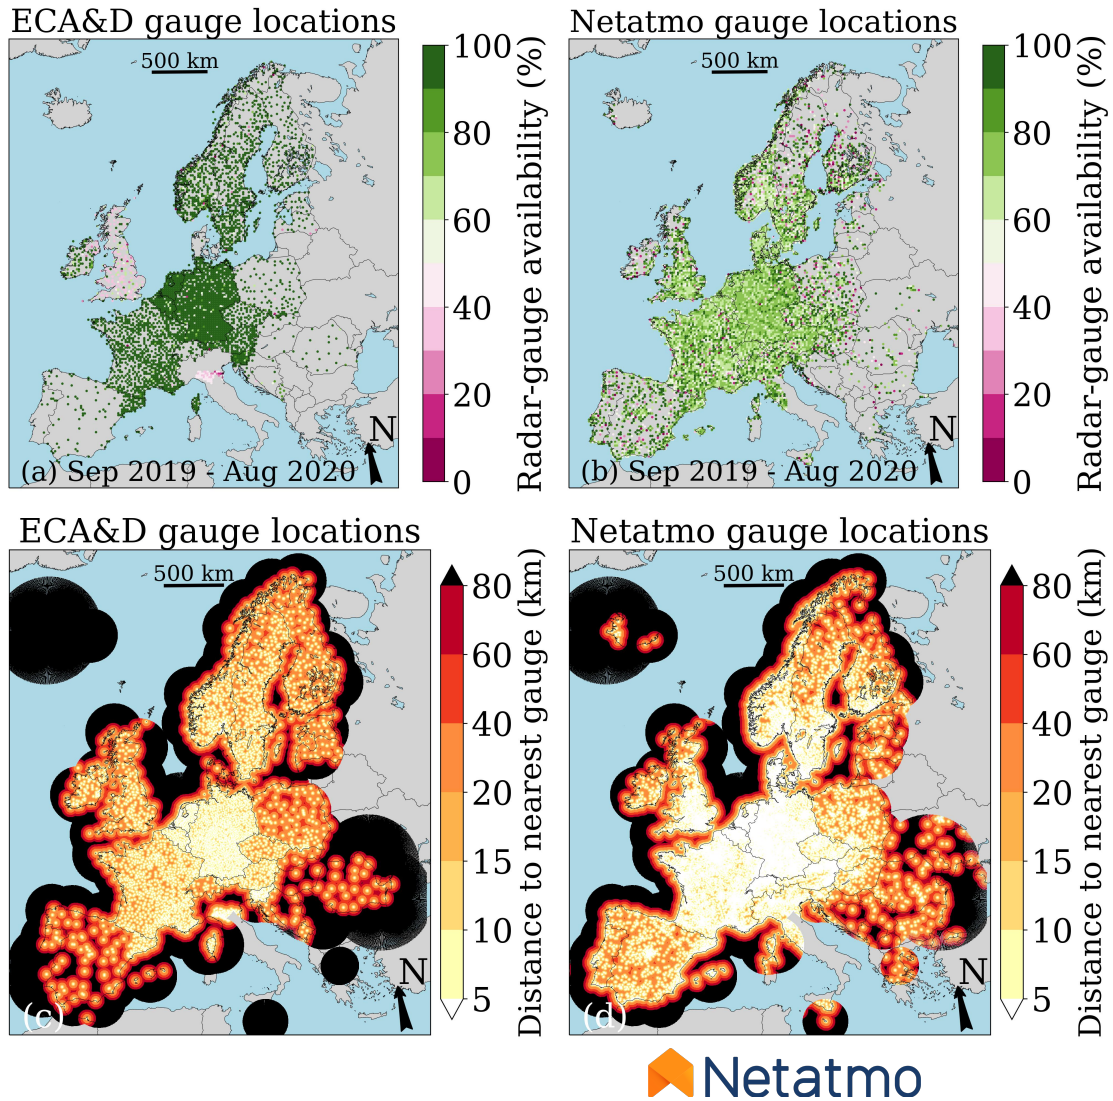 ECA&D gauge locations
500 km
N
(a) Sep 2019 - Aug 2020
100
80
60
40
20
0
Radar-gauge availability (%)
Netatmo gauge locations
500 km
N
(b) Sep 2019 - Aug 2020
100
80
60
40
20
0
Radar-gauge availability (%)
ECA&D gauge locations
500 km
N
(c)
80
60
40
20
15
10
5
Distance to nearest gauge (km)
Netatmo gauge locations
500 km
N
(d)
80
60
40
20
15
10
5
Distance to nearest gauge (km)
Netatmo